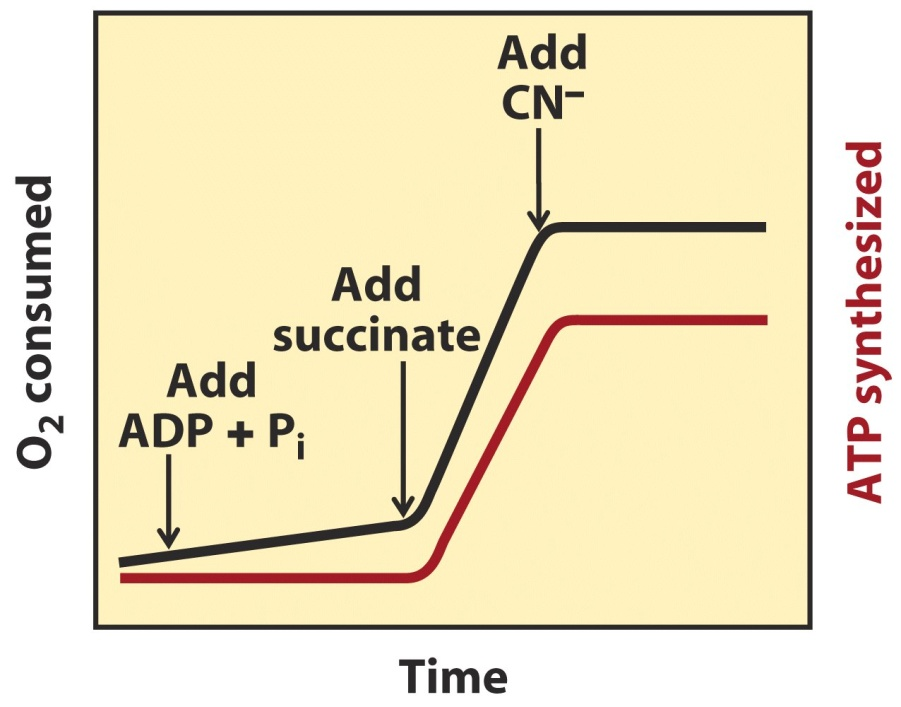 Add
CN⁻
Add
succinate
Add
ADP + Pᵢ
O₂ consumed
ATP synthesized
Time